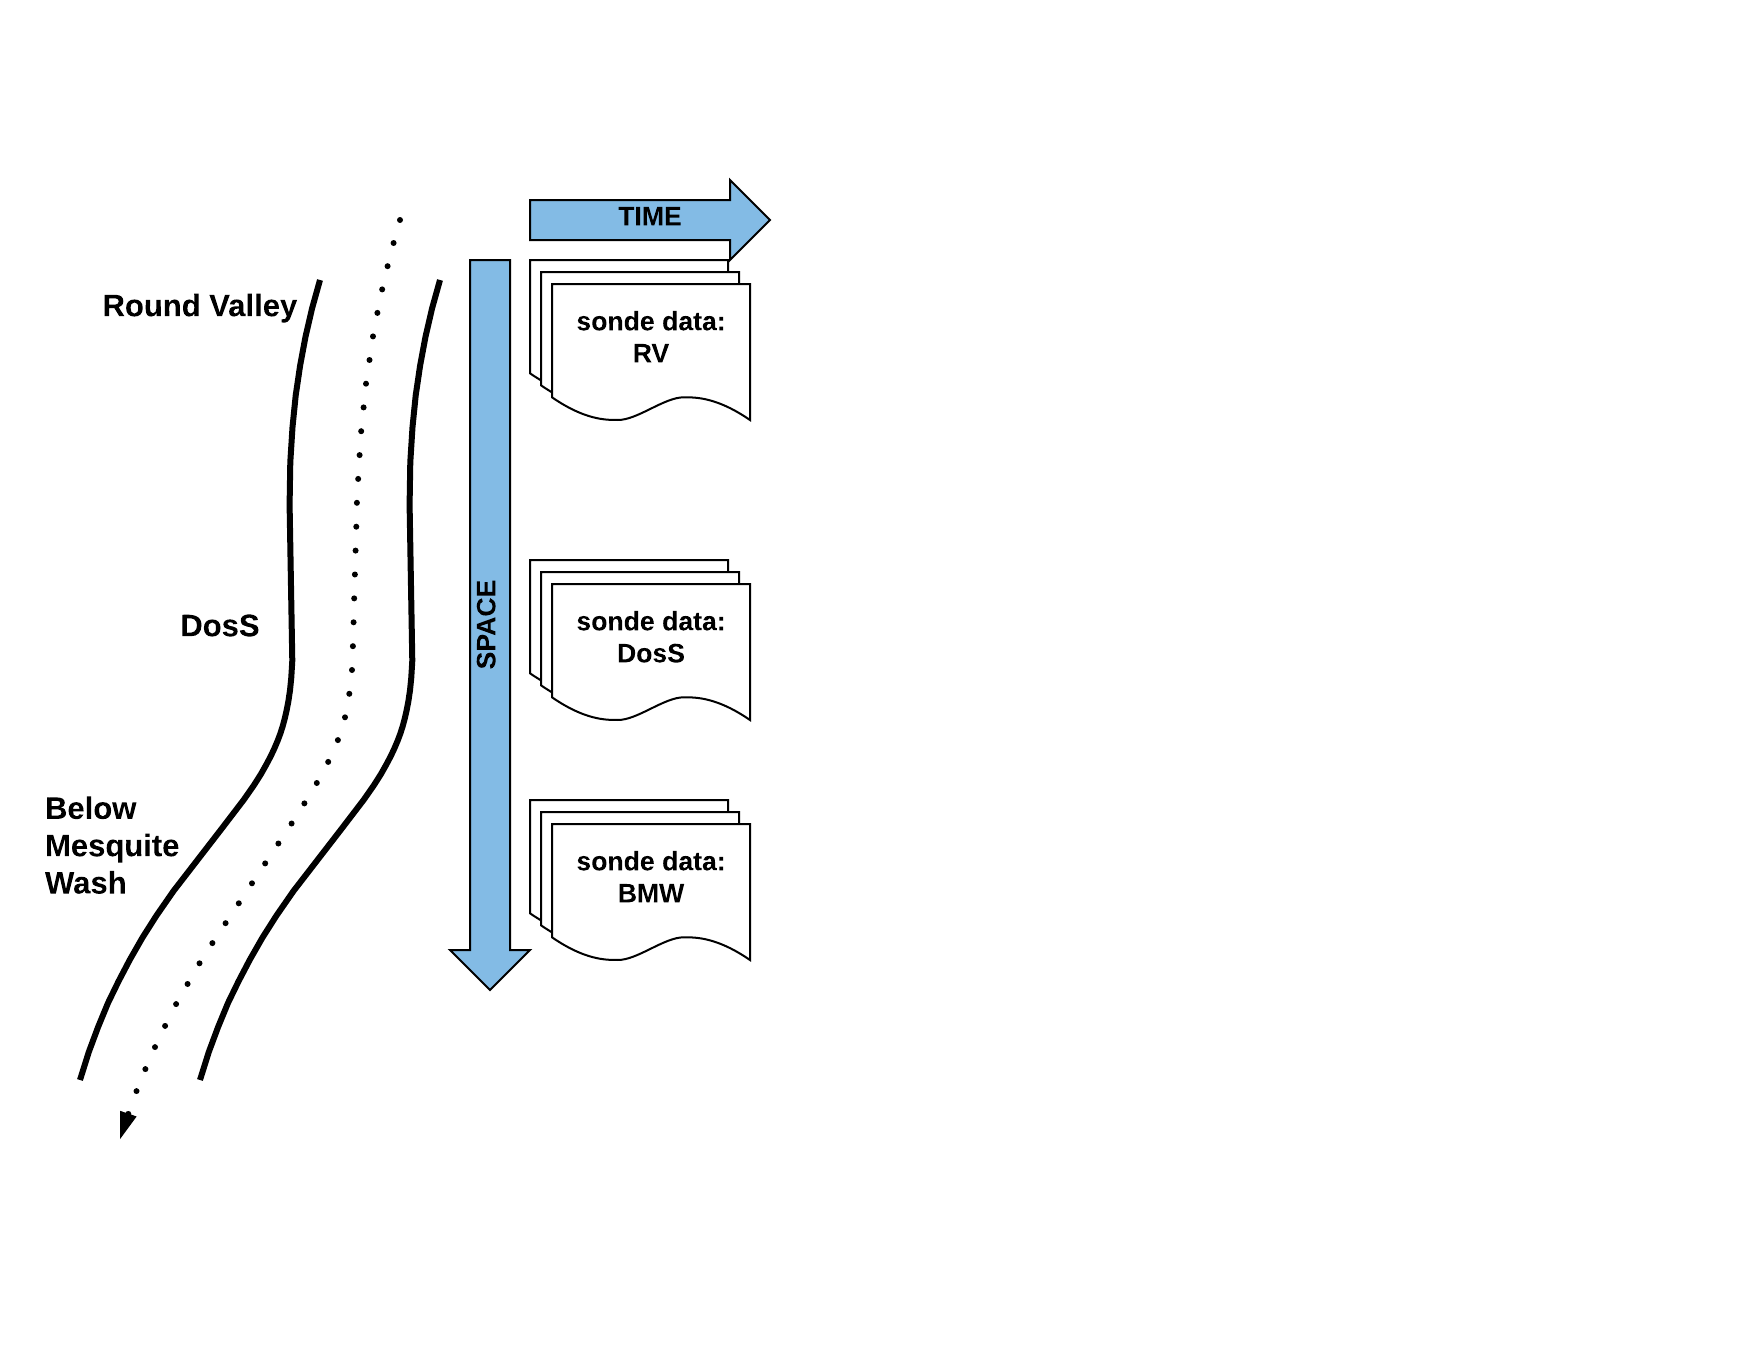 TIME
Round Valley
sonde data:
RV
SPACE
DosS
sonde data:
DosS
Below
Mesquite
Wash
sonde data:
BMW